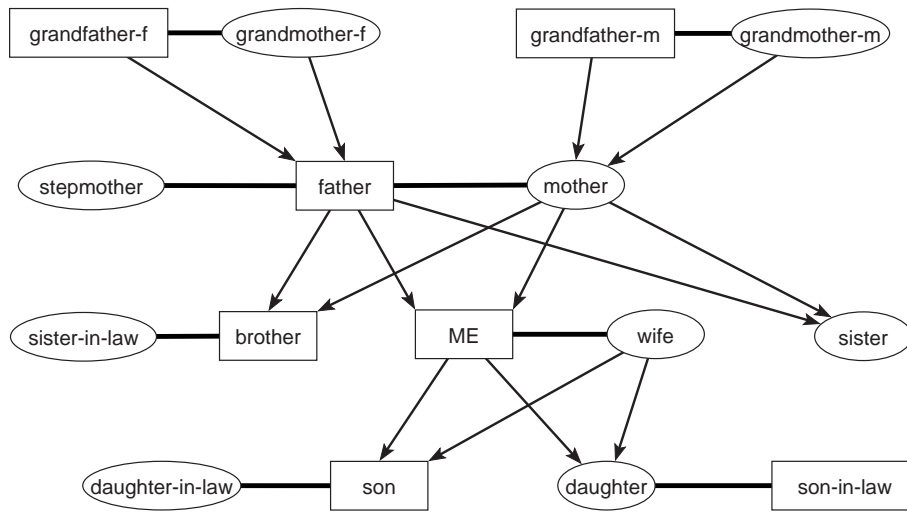 grandfather-f
grandmother-f
grandfather-m
grandmother-m
stepmother
father
mother
sister-in-law
brother
ME
wife
sister
daughter-in-law
son
daughter
son-in-law